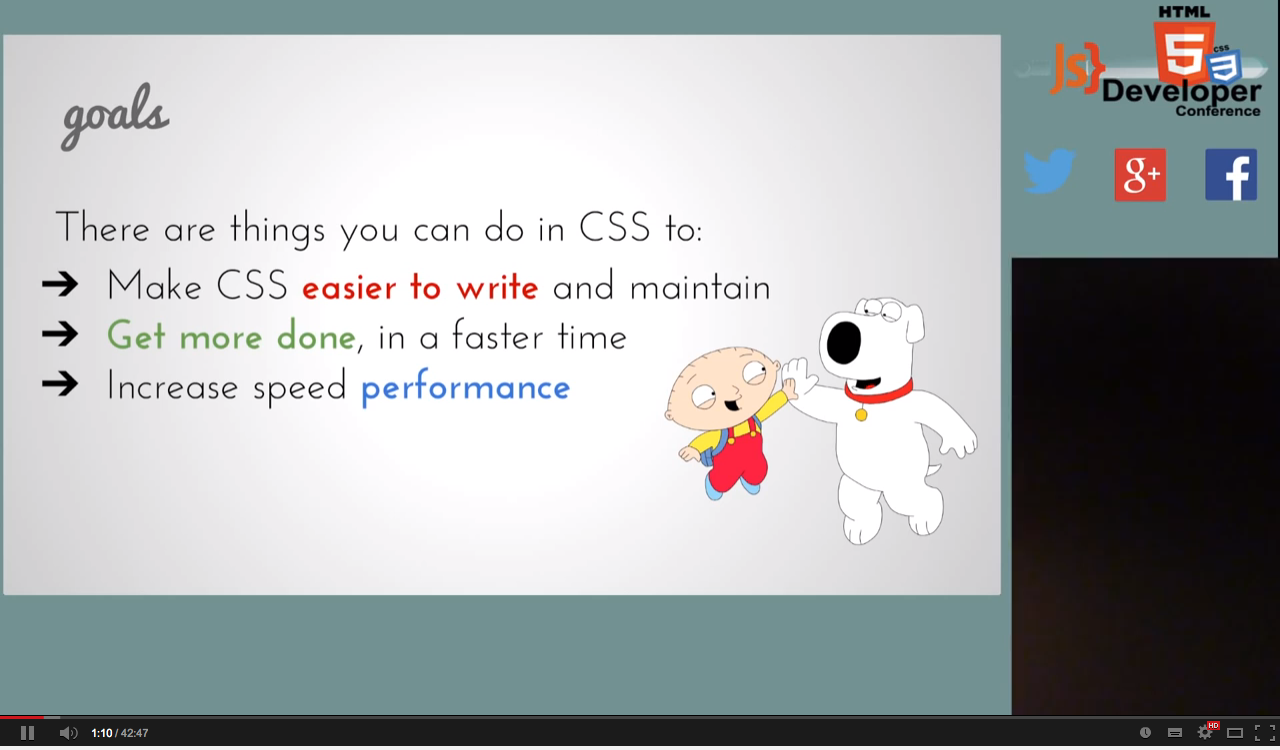 goals
There are things you can do in CSS to:
➔ Make CSS easier to write and maintain
➔ Get more done, in a faster time
➔ Increase speed performance
HTML
JS}
5
CSS
3
Developer
Conference
g+
f
1:10 / 42:47
HD